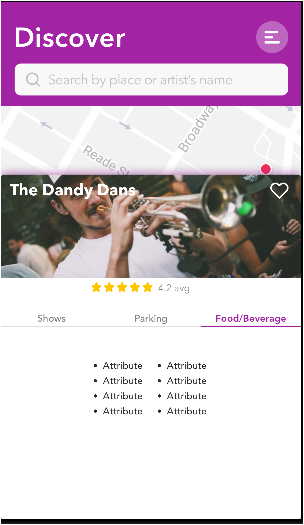 Discover
Search by place or artist's name
Broadway
Reade St
The Dandy Dans
4.2 avg
Shows Parking Food/Beverage
• Attribute • Attribute
• Attribute • Attribute
• Attribute • Attribute
• Attribute • Attribute